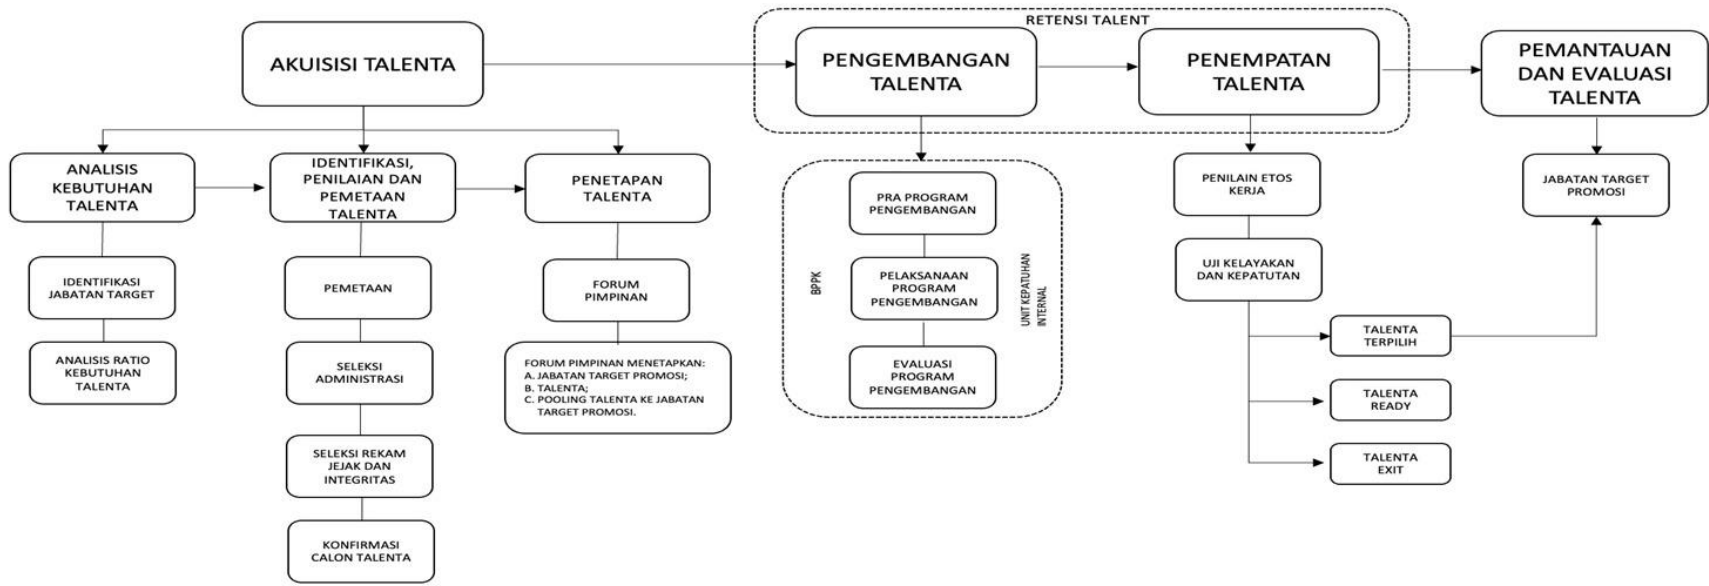 RETENSI TALENT
AKUISISI TALENTA
PENGEMBANGAN
TALENTA
PENEMPATAN
TALENTA
PEMANTAUAN
DAN EVALUASI
TALENTA
ANALISIS
KEBUTUHAN
TALENTA
IDENTIFIKASI,
PENILAIAN DAN
PEMETAAN
TALENTA
PENETAPAN
TALENTA
IDENTIFIKASI
JABATAN TARGET
ANALISIS RATIO
KEBUTUHAN
TALENTA
PEMETAAN
SELEKSI
ADMINISTRASI
SELEKSI REKAM
JEJAK DAN
INTEGRITAS
KONFIRMASI
CALON TALENTA
FORUM
PIMPINAN
FORUM PIMPINAN MENETAPKAN:
A. JABATAN TARGET PROMOSI;
B. TALENTA;
C. POOLING TALENTA KE JABATAN
TARGET PROMOSI.
BPPK
PRA PROGRAM
PENGEMBANGAN
PELAKSANAAN
PROGRAM
PENGEMBANGAN
EVALUASI
PROGRAM
PENGEMBANGAN
UNIT KEPATUHAN
INTERNAL
PENILAIN ETOS
KERJA
UJI KELAYAKAN
DAN KEPATUTAN
TALENTA
TERPILIH
TALENTA
READY
TALENTA
EXIT
JABATAN TARGET
PROMOSI